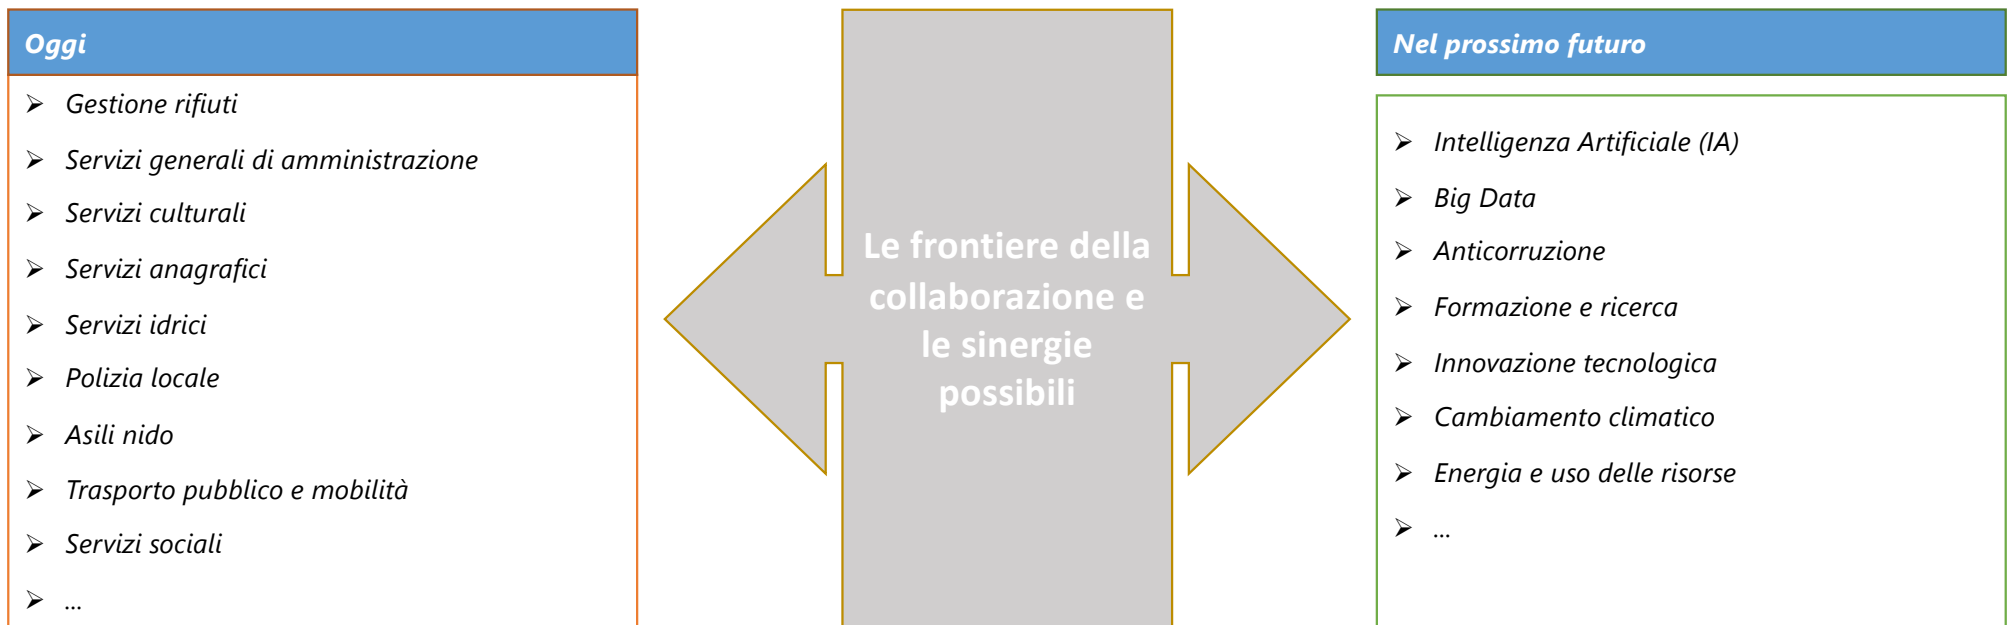 Oggi
➢ Gestione rifiuti
➢ Servizi generali di amministrazione
➢ Servizi culturali
➢ Servizi anagrafici
➢ Servizi idrici
➢ Polizia locale
➢ Asili nido
➢ Trasporto pubblico e mobilità
➢ Servizi sociali
➢ ...
Le frontiere della
collaborazione e
le sinergie
possibili
Nel prossimo futuro
➢ Intelligenza Artificiale (IA)
➢ Big Data
➢ Anticorruzione
➢ Formazione e ricerca
➢ Innovazione tecnologica
➢ Cambiamento climatico
➢ Energia e uso delle risorse
➢ ...